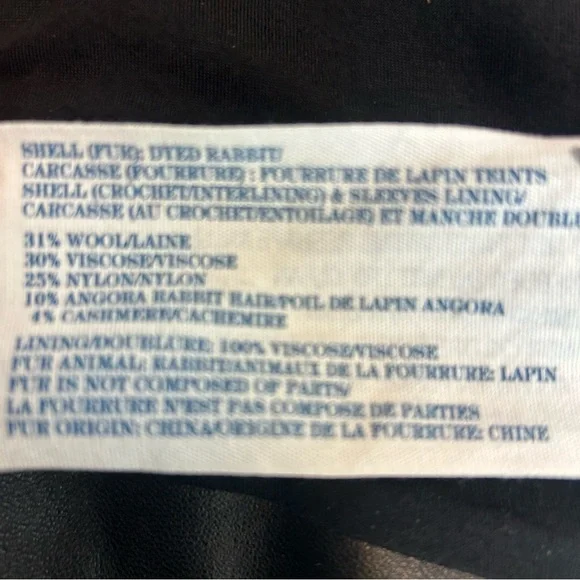 SHELL (FUR): DYED RABBIT/
CARCASSE (FOURRURE) : FOURRURE DE LAPIN TEINTS
SHELL (CROCHET/INTERLINING) & SLEEVES LINING/
CARCASSE (AU CROCHET/ENTOILAGE) ET MANCHE DOUBLU
31% WOOL/LAINE
30% VISCOSE/VISCOSE
25% NYLON/NYLON
10% ANGORA RABBIT HAIR/POIL DE LAPIN ANGORA
4% CASHMERE/CACHEMIRE
LINING/DOUBLURE: 100% VISCOSE/VISCOSE
FUR ANIMAL: RABBIT/ANIMAUX DE LA FOURRURE: LAPIN
FUR IS NOT COMPOSED OF PARTS/
LA FOURRURE N'EST PAS COMPOSE DE PARTIES
FUR ORIGIN: CHINA/ORIGINE DE LA FOURRURE: CHINE